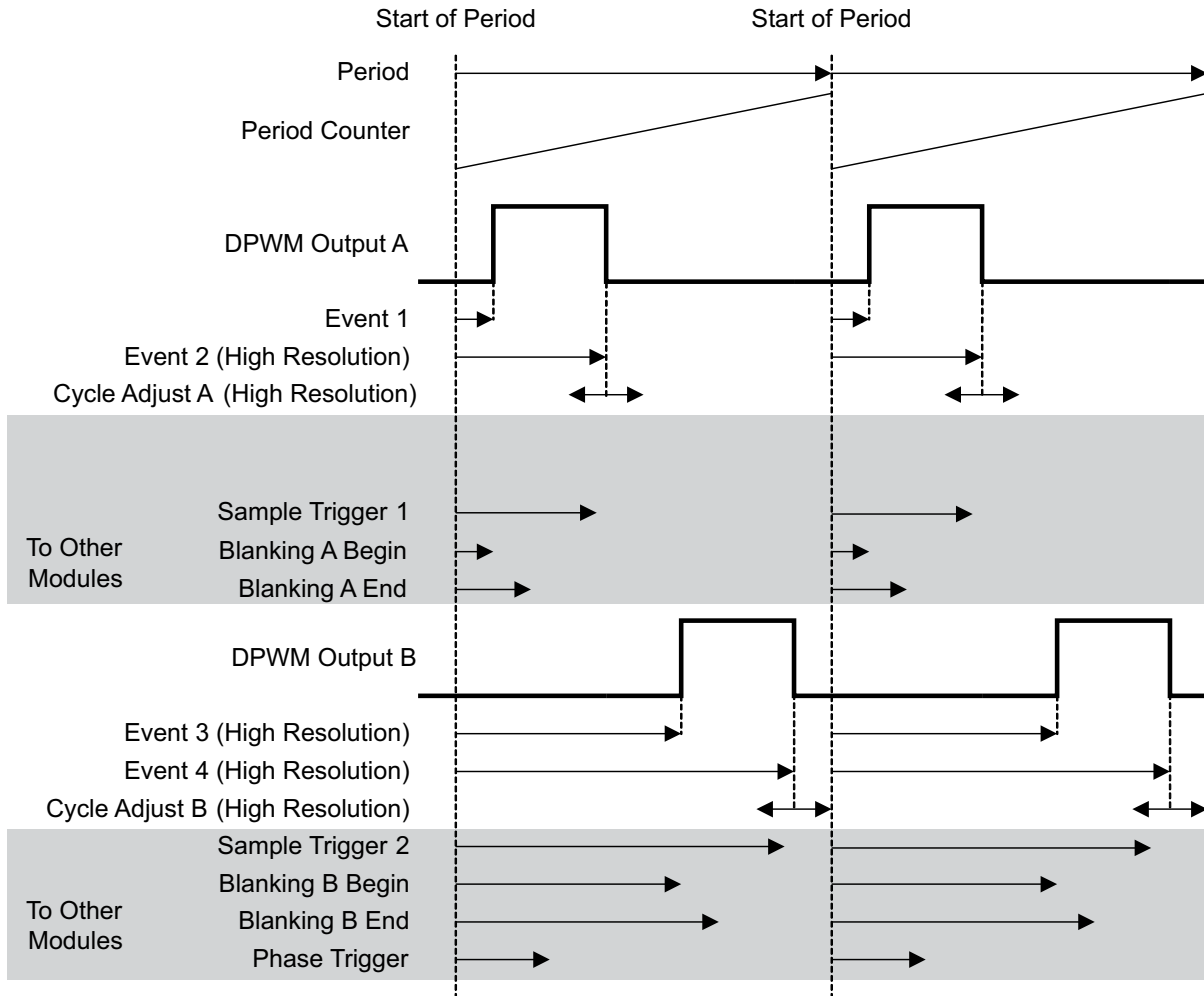 Start of Period
Start of Period
Period
Period Counter
DPWM Output A
Event 1
Event 2 (High Resolution)
Cycle Adjust A (High Resolution)
To Other
Modules
Sample Trigger 1
Blanking A Begin
Blanking A End
DPWM Output B
Event 3 (High Resolution)
Event 4 (High Resolution)
Cycle Adjust B (High Resolution)
To Other
Modules
Sample Trigger 2
Blanking B Begin
Blanking B End
Phase Trigger